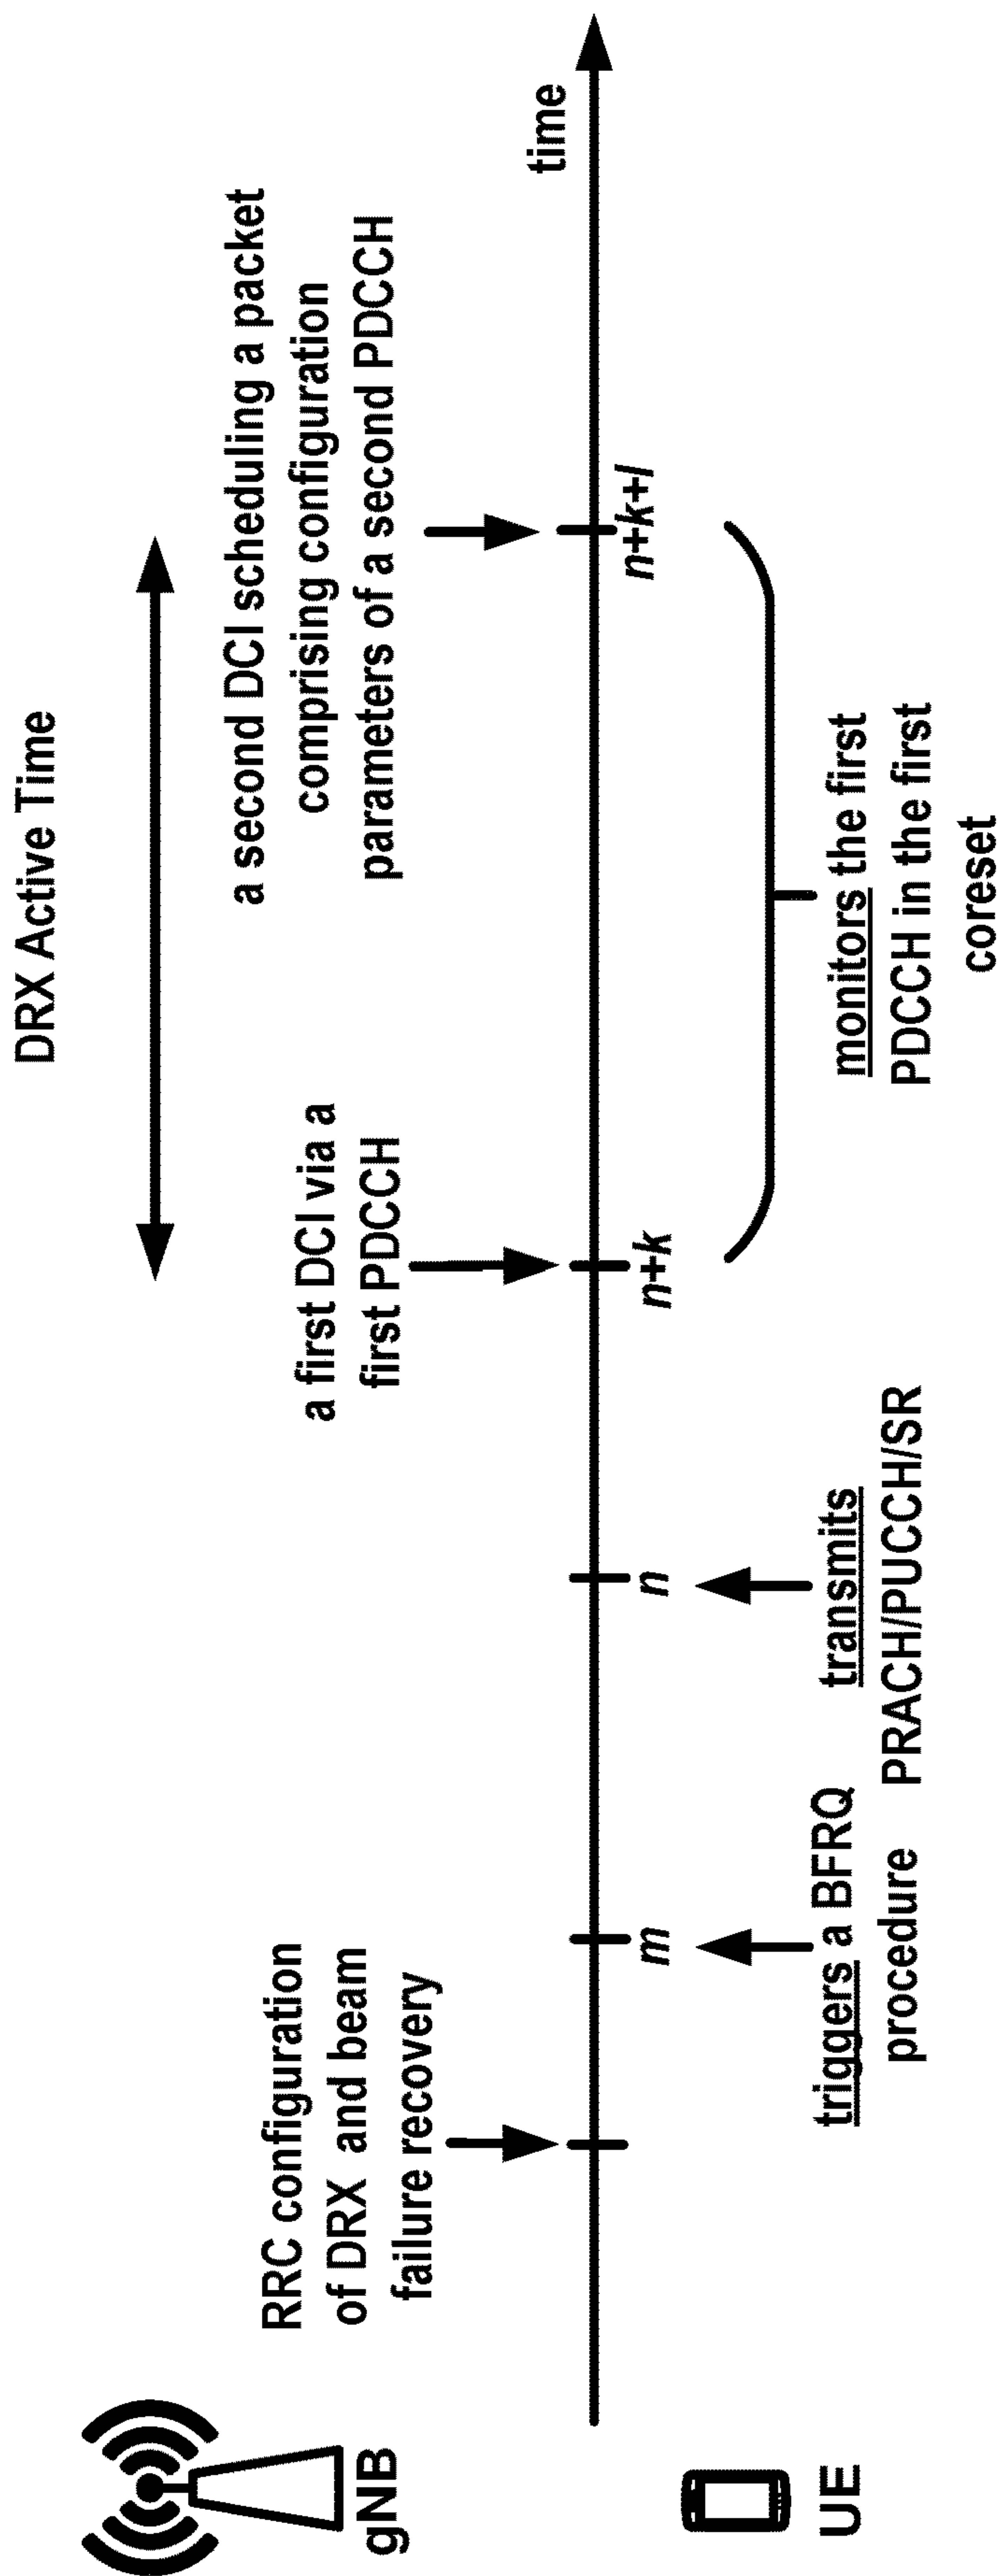 DRX Active Time
a second DCI scheduling a packet
comprising configuration
parameters of a second PDCCH
a first DCI via a
first PDCCH
RRC configuration
of DRX and beam
failure recovery
gNB
time
m
n
n+k
n+k+l
UE
triggers a BFRQ
procedure
transmits
PRACH/PUCCH/SR
monitors the first
PDCCH in the first
coreset